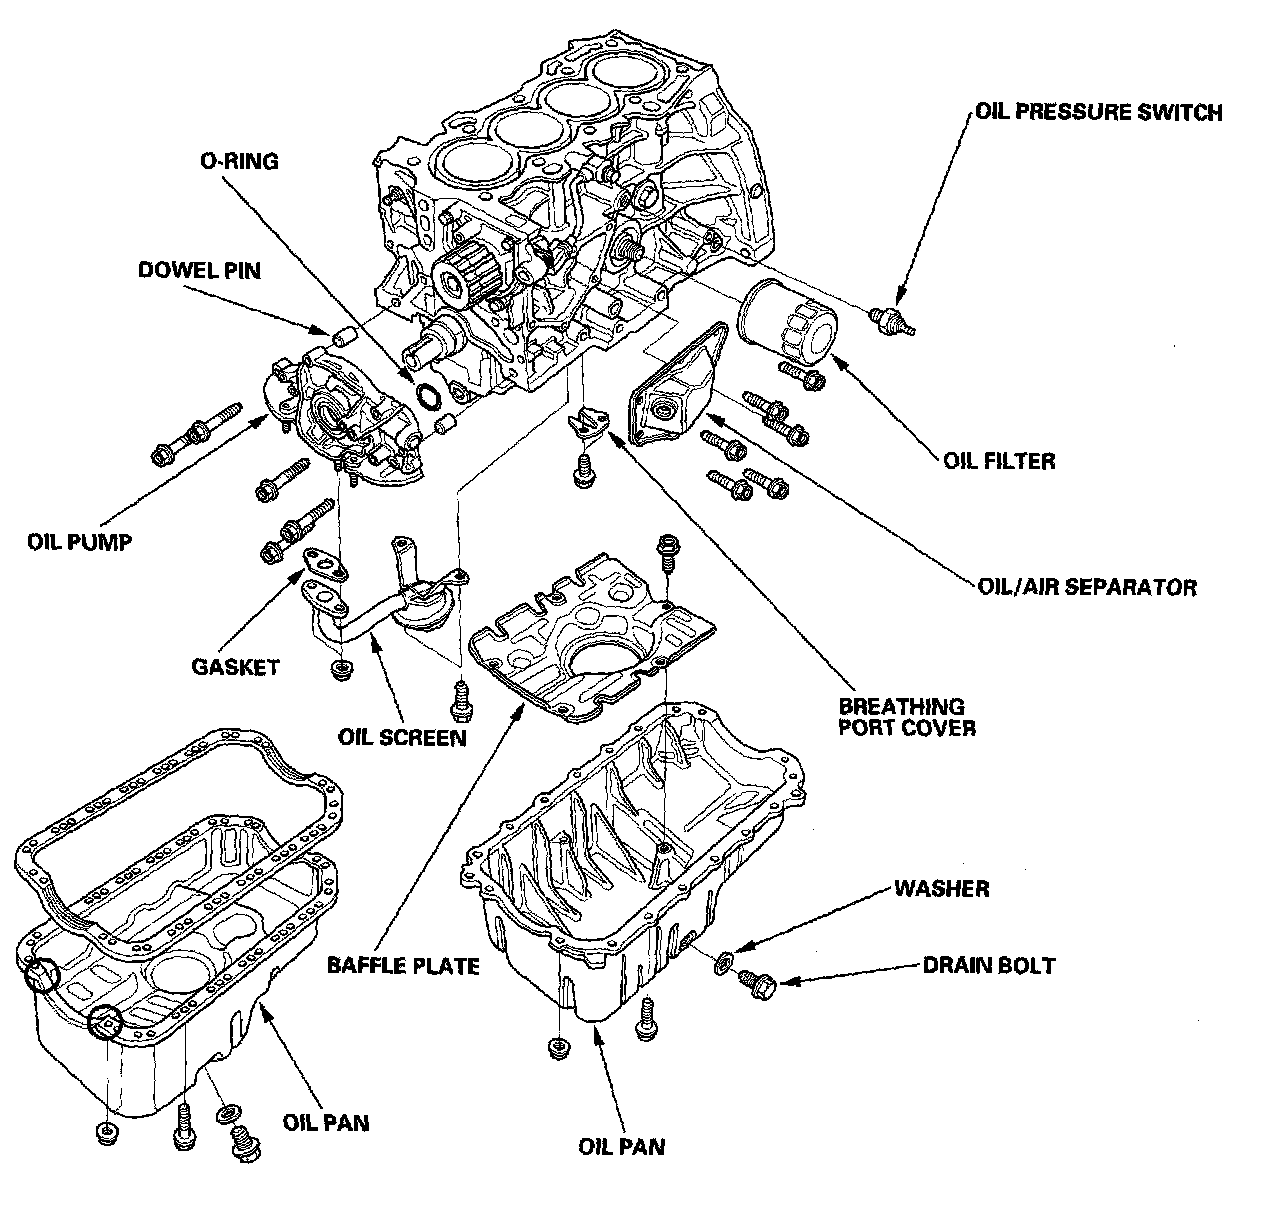 OIL PRESSURE SWITCH
O-RING
DOWEL PIN
OIL FILTER
OIL PUMP
OIL/AIR SEPARATOR
GASKET
BREATHING
PORT COVER
OIL SCREEN
WASHER
BAFFLE PLATE
DRAIN BOLT
OIL PAN
OIL PAN